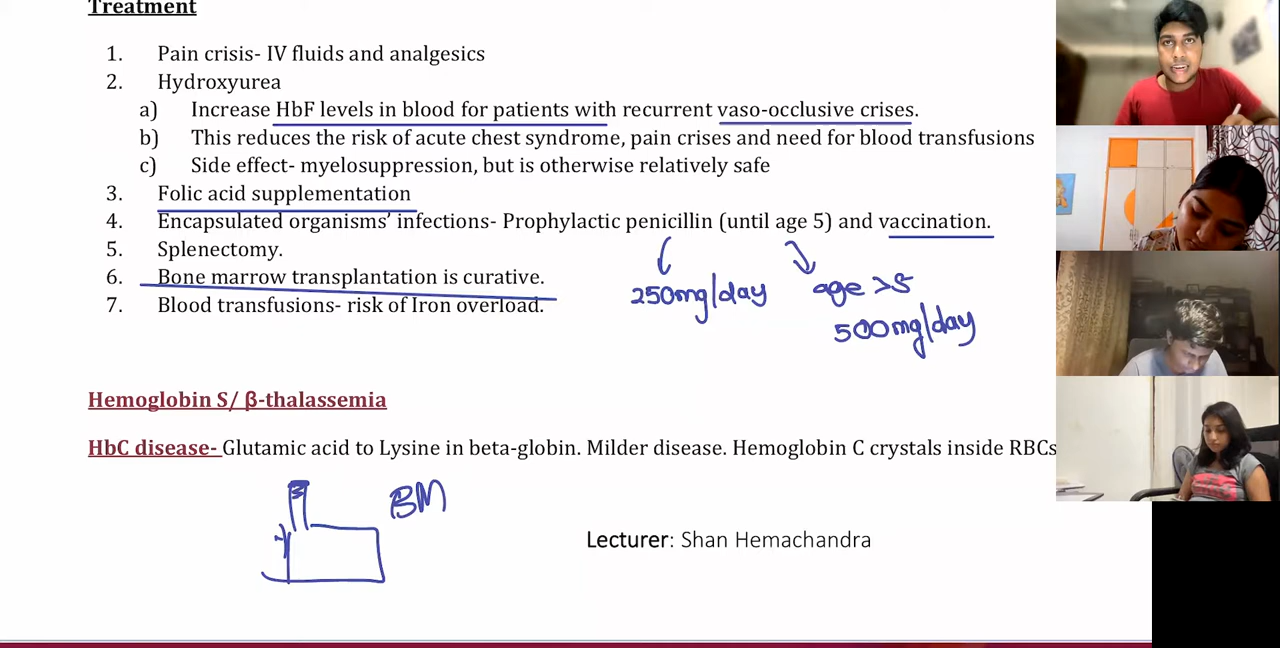 Treatment
1. Pain crisis- IV fluids and analgesics
2. Hydroxyurea
a) Increase HbF levels in blood for patients with recurrent vaso-occlusive crises.
b) This reduces the risk of acute chest syndrome, pain crises and need for blood transfusions
c) Side effect- myelosuppression, but is otherwise relatively safe
3. Folic acid supplementation
4. Encapsulated organisms’ infections- Prophylactic penicillin (until age 5) and vaccination.
5. Splenectomy.
6. Bone marrow transplantation is curative.
7. Blood transfusions- risk of Iron overload.
250mg/day
age >5
500mg/day
Hemoglobin S/ β-thalassemia
HbC disease- Glutamic acid to Lysine in beta-globin. Milder disease. Hemoglobin C crystals inside RBCs
BM
Lecturer: Shan Hemachandra